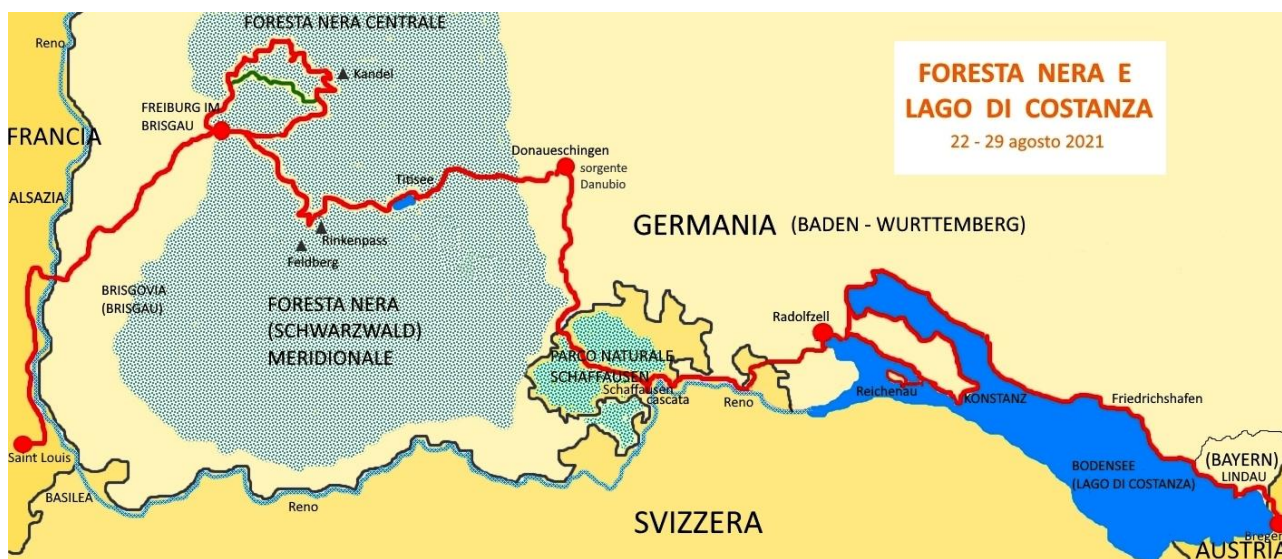 FORESTA NERA CENTRALE
Reno
Kandel
FORESTA NERA E
LAGO DI COSTANZA
22 - 29 agosto 2021
FREIBURG IM
BRISGAU
FRANCIA
Donaueschingen
sorgente
Danubio
Titisee
ALSAZIA
GERMANIA (BADEN - WURTTEMBERG)
Rinkenpass
Feldberg
BRISGOVIA
(BRISGAU)
FORESTA NERA
(SCHWARZWALD)
MERIDIONALE
Radolfzell
PARCO NATURALE
SCHAFFAUSEN
Schaffausen
cascata
Reno
Reichenau
KONSTANZ
Friedrichshafen
Saint Louis
BASILEA
Reno
BODENSEE
(LAGO DI COSTANZA)
(BAYERN)
LINDAU
SVIZZERA
AUSTRIA